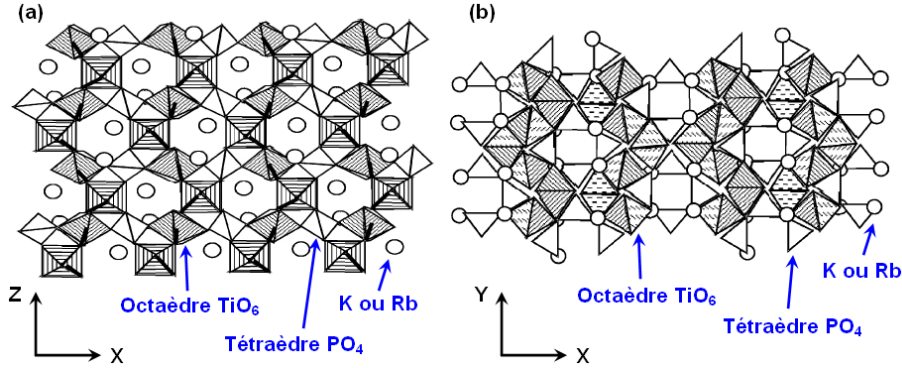 (a)
Z
X
Octaèdre TiO₆
Tétraèdre PO₄
K ou Rb
(b)
Y
X
Octaèdre TiO₆
Tétraèdre PO₄
K ou Rb